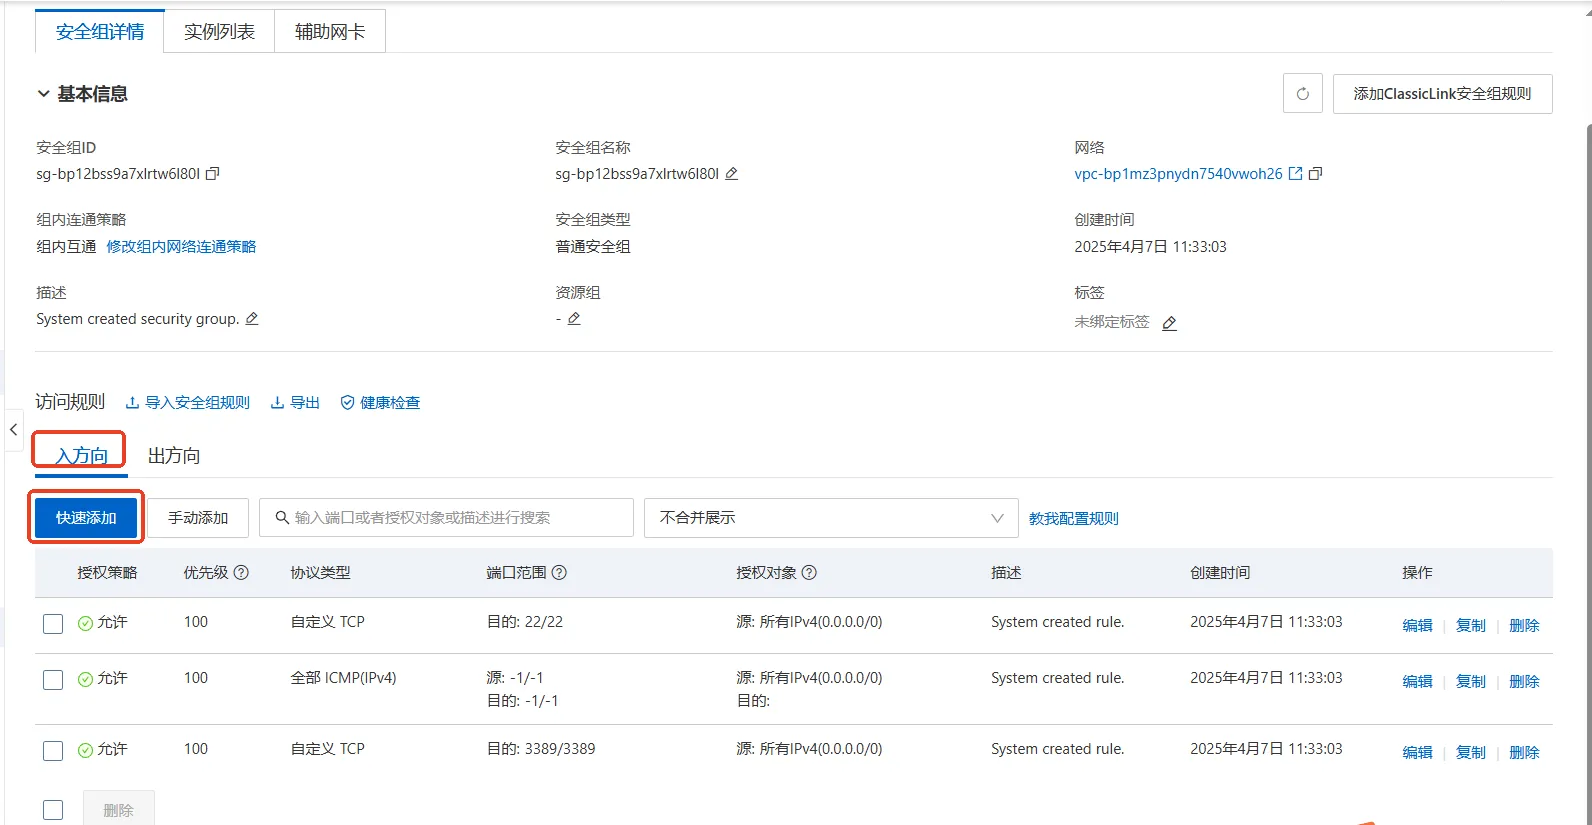 安全组详情 实例列表 辅助网卡
基本信息 添加ClassicLink安全组规则
安全组ID 安全组名称 网络
sg-bp12bss9a7xlrtw6l80l sg-bp12bss9a7xlrtw6l80l vpc-bp1mz3pnydn7540vwoh26
组内连通策略 安全组类型 创建时间
组内互通 修改组内网络连通策略 普通安全组 2025年4月7日 11:33:03
描述 资源组 标签
System created security group. - 未绑定标签
访问规则 导入安全组规则 导出 健康检查
入方向 出方向
快速添加 手动添加 输入端口或者授权对象或描述进行搜索 不合并展示 教我配置规则
授权策略 优先级 协议类型 端口范围 授权对象 描述 创建时间 操作
允许 100 自定义 TCP 目的: 22/22 源: 所有IPv4(0.0.0.0/0) System created rule. 2025年4月7日 11:33:03 编辑 复制 删除
允许 100 全部 ICMP(IPv4) 源: -1/-1 源: 所有IPv4(0.0.0.0/0) System created rule. 2025年4月7日 11:33:03 编辑 复制 删除
目的: -1/-1 目的:
允许 100 自定义 TCP 目的: 3389/3389 源: 所有IPv4(0.0.0.0/0) System created rule. 2025年4月7日 11:33:03 编辑 复制 删除
删除